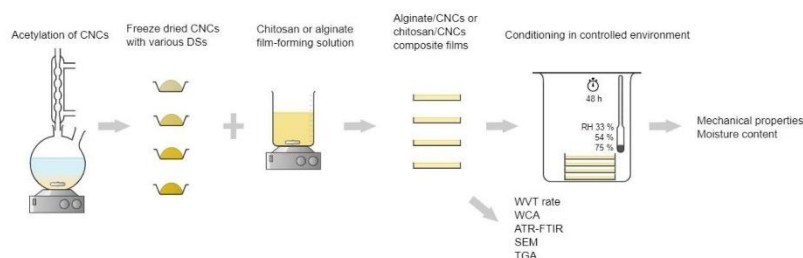 Acetylation of CNCs
Freeze dried CNCs
with various DSs
Chitosan or alginate
film-forming solution
Alginate/CNCs or
chitosan/CNCs
composite films
Conditioning in controlled environment
48 h
RH 33 %
54 %
75 %
Mechanical properties
Moisture content
WVT rate
WCA
ATR-FTIR
SEM
TGA